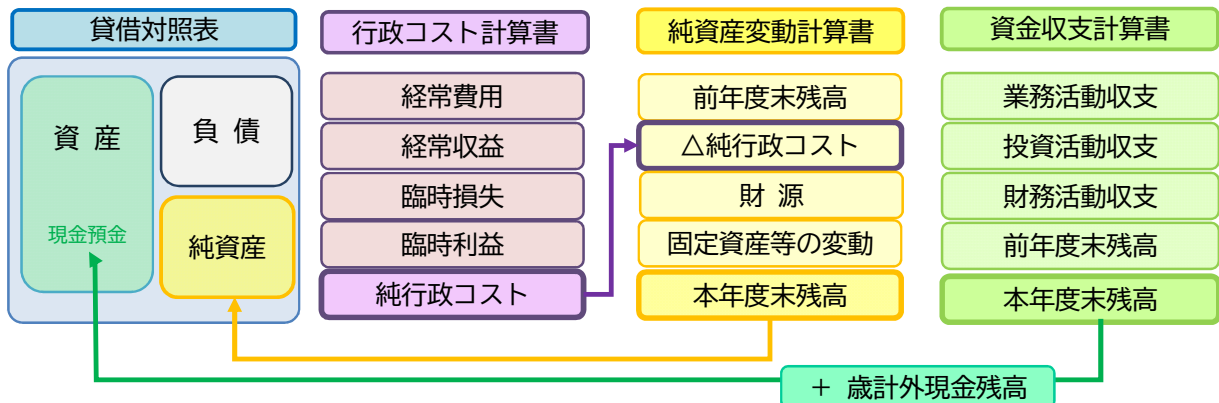 貸借対照表
資 産
現金預金
負 債
純資産
行政コスト計算書
経常費用
経常収益
臨時損失
臨時利益
純行政コスト
純資産変動計算書
前年度末残高
△純行政コスト
財 源
固定資産等の変動
本年度末残高
資金収支計算書
業務活動収支
投資活動収支
財務活動収支
前年度末残高
本年度末残高
＋ 歳計外現金残高